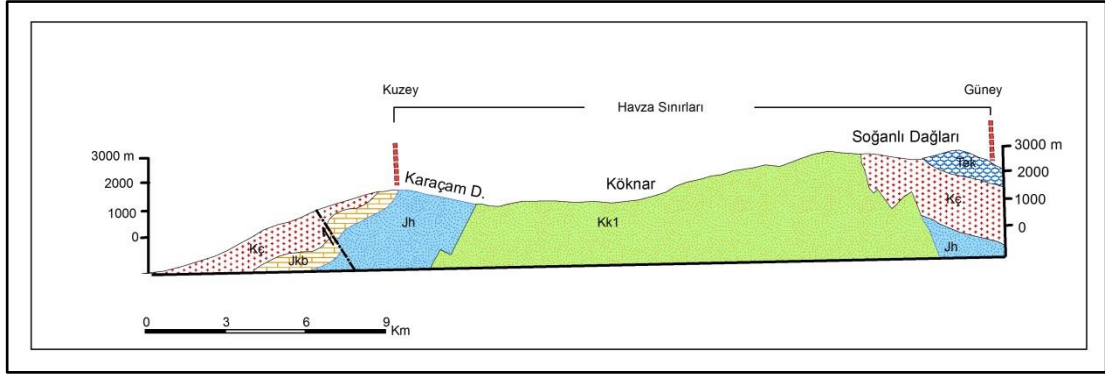 Kuzey
Güney
Havza Sınırları
Soğanlı Dağları
3000 m
2000
1000
0
3000 m
2000
1000
0
Karaçam D.
Köknar
Tek
Kç
Jh
Kk1
Kç
Jkb
Jh
0 3 6 9 Km